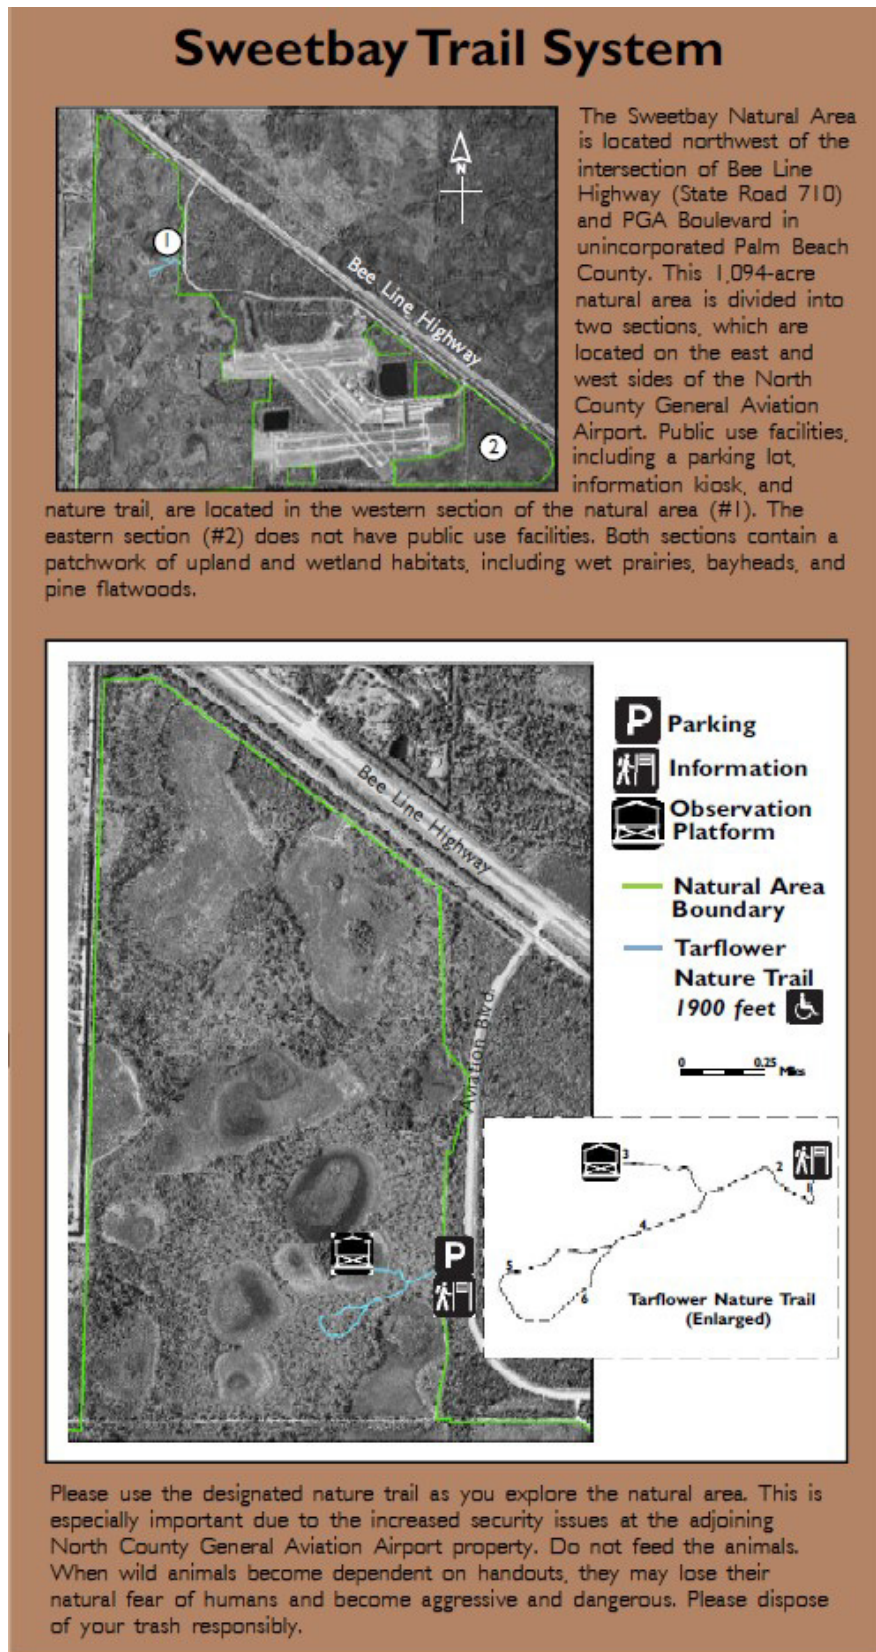 Sweetbay Trail System
The Sweetbay Natural Area
is located northwest of the
intersection of Bee Line
Highway (State Road 710)
and PGA Boulevard in
unincorporated Palm Beach
County. This 1,094-acre
natural area is divided into
two sections, which are
located on the east and
west sides of the North
County General Aviation
Airport. Public use facilities,
including a parking lot,
information kiosk, and
nature trail, are located in the western section of the natural area (#1). The
eastern section (#2) does not have public use facilities. Both sections contain a
patchwork of upland and wetland habitats, including wet prairies, bayheads, and
pine flatwoods.
N
1
Bee Line Highway
2
Bee Line Highway
Aviation Blvd.
P
P Parking
Information
Observation
Platform
Natural Area
Boundary
Tarflower
Nature Trail
1900 feet
0 0.25 Miles
3
2
1
4
5
6
Tarflower Nature Trail
(Enlarged)
Please use the designated nature trail as you explore the natural area. This is
especially important due to the increased security issues at the adjoining
North County General Aviation Airport property. Do not feed the animals.
When wild animals become dependent on handouts, they may lose their
natural fear of humans and become aggressive and dangerous. Please dispose
of your trash responsibly.